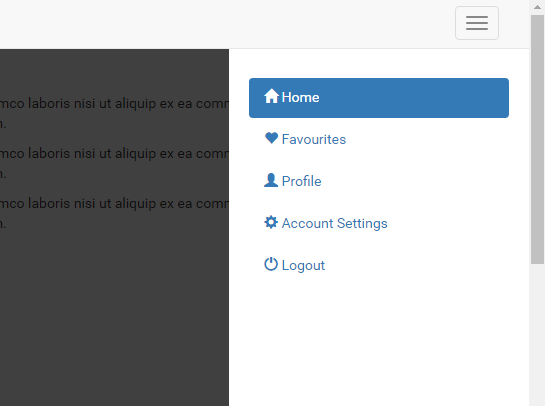 Home
Favourites
Profile
Account Settings
Logout
mco laboris nisi ut aliquip ex ea comm
n.
mco laboris nisi ut aliquip ex ea comm
n.
mco laboris nisi ut aliquip ex ea comm
n.